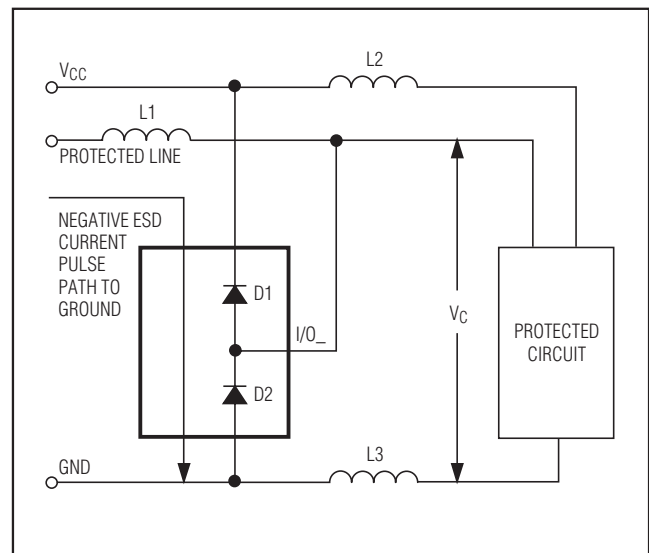 VCC
L2
L1
PROTECTED LINE
NEGATIVE ESD
CURRENT
PULSE
PATH TO
GROUND
D1
I/O_
VC
PROTECTED
CIRCUIT
D2
GND
L3